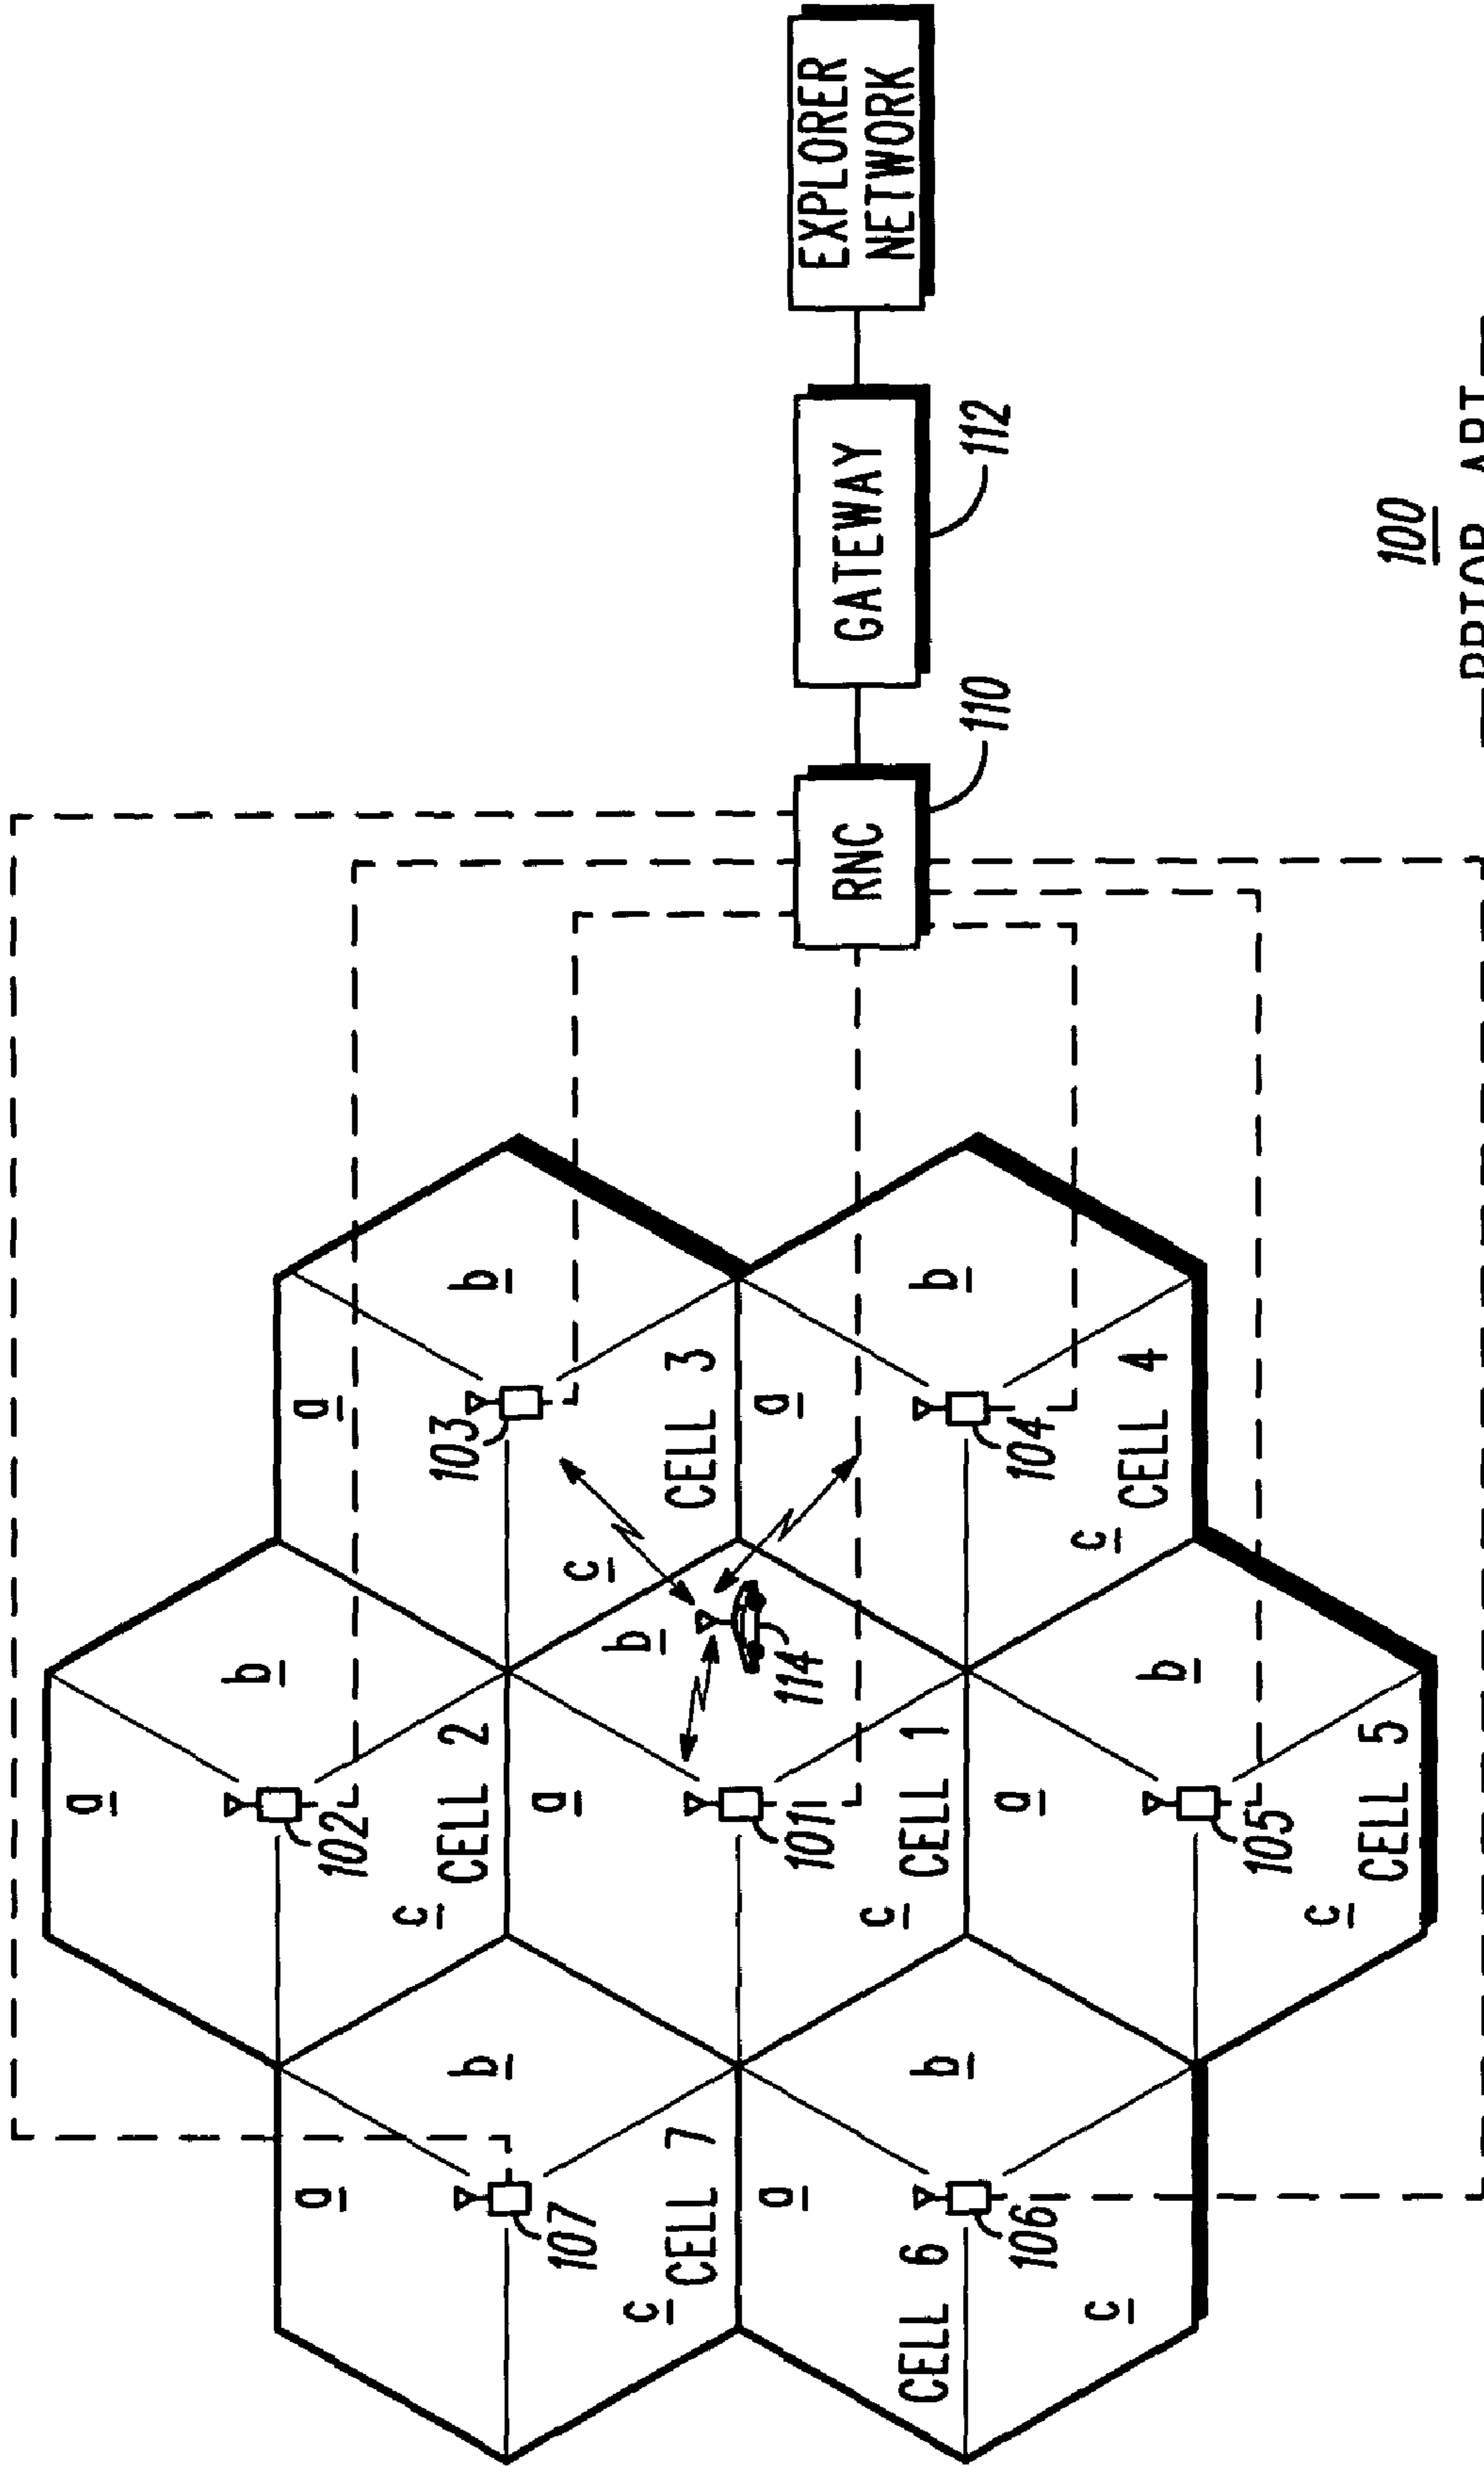 a
b
102
c
CELL 2
a
103
b
c
CELL 3
a
107
b
c
CELL 7
a
b
101
114
c
CELL 1
a
104
b
c
CELL 4
a
CELL 6
106
b
c
a
105
b
c
CELL 5
RNC
110
GATEWAY
112
EXPLORER
NETWORK
100
PRIOR ART